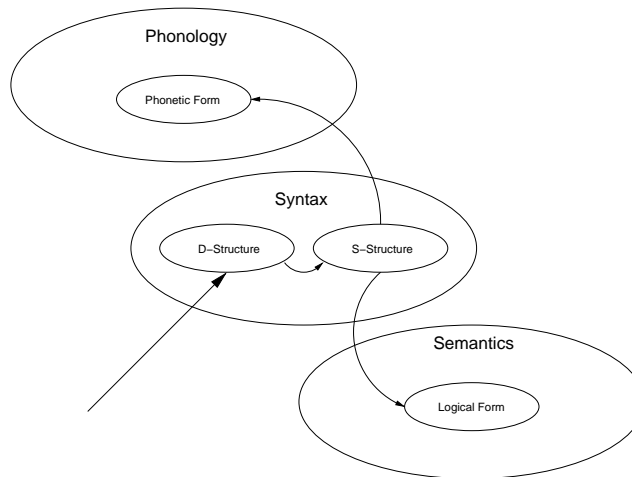 Phonology
Phonetic Form
Syntax
D−Structure
S−Structure
Semantics
Logical Form